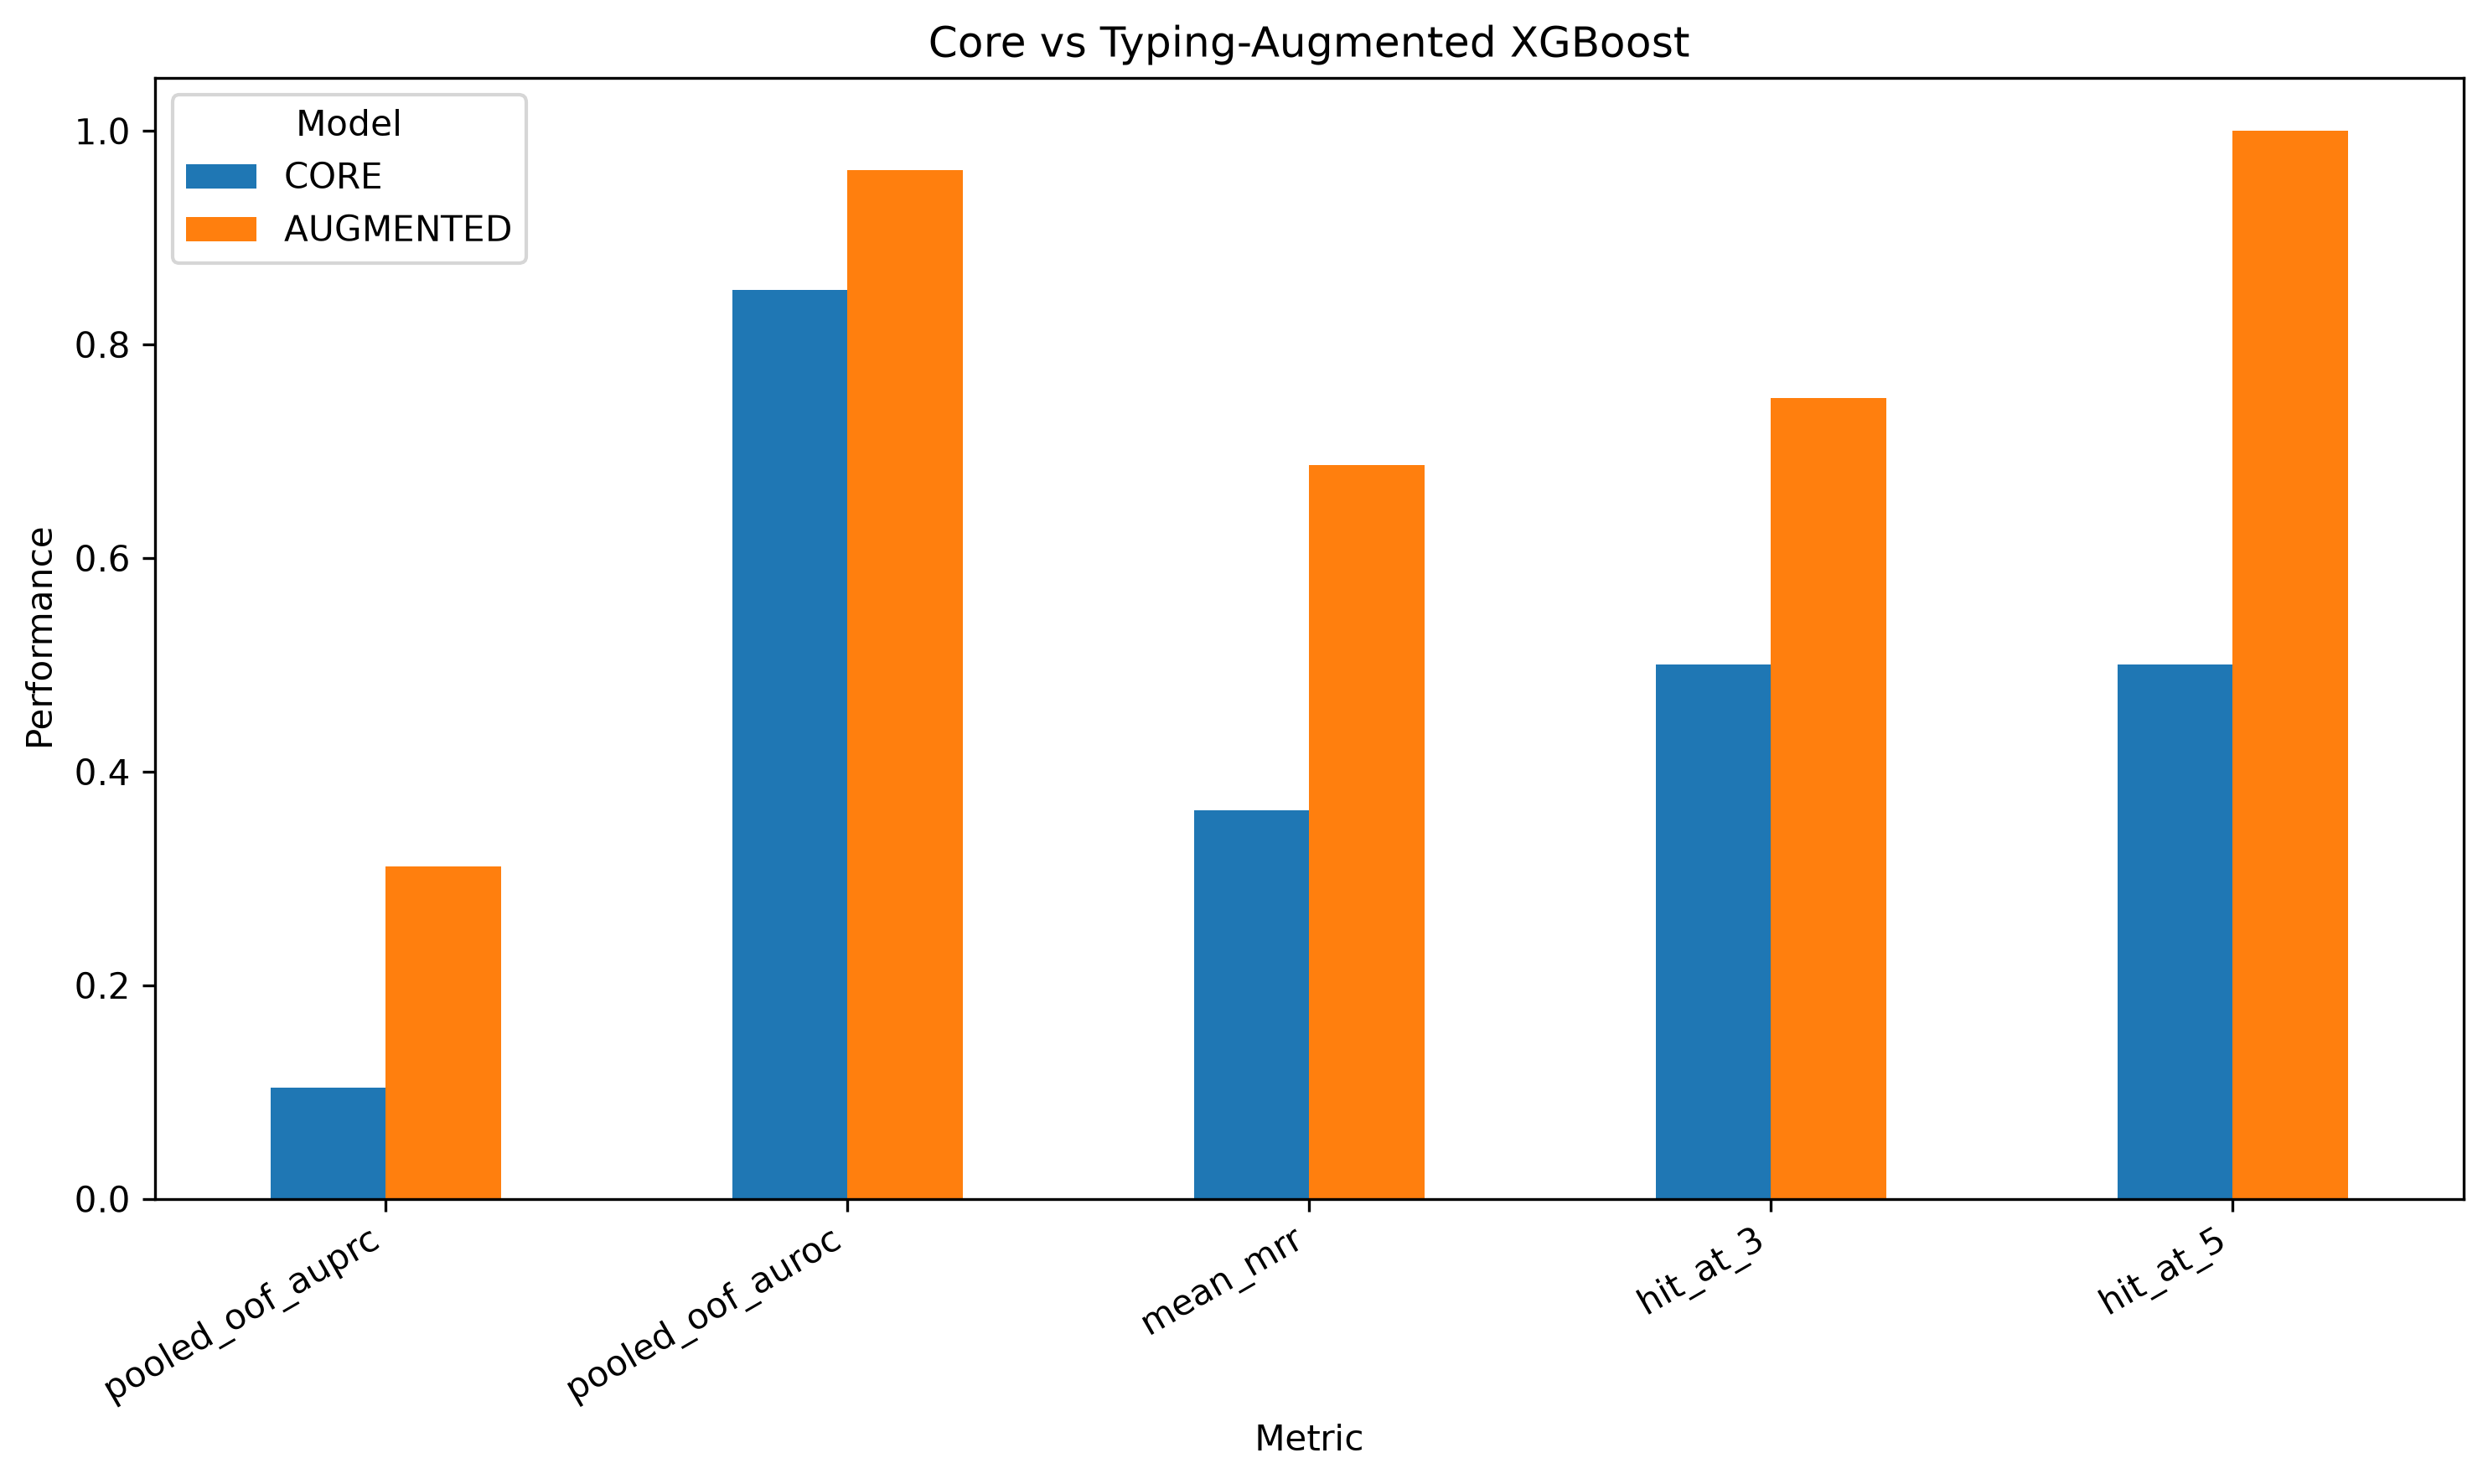 Core vs Typing-Augmented XGBoost
Model
CORE
AUGMENTED
Performance
1.0
0.8
0.6
0.4
0.2
0.0
pooled_oof_auprc
pooled_oof_auroc
mean_mrr
hit_at_3
hit_at_5
Metric